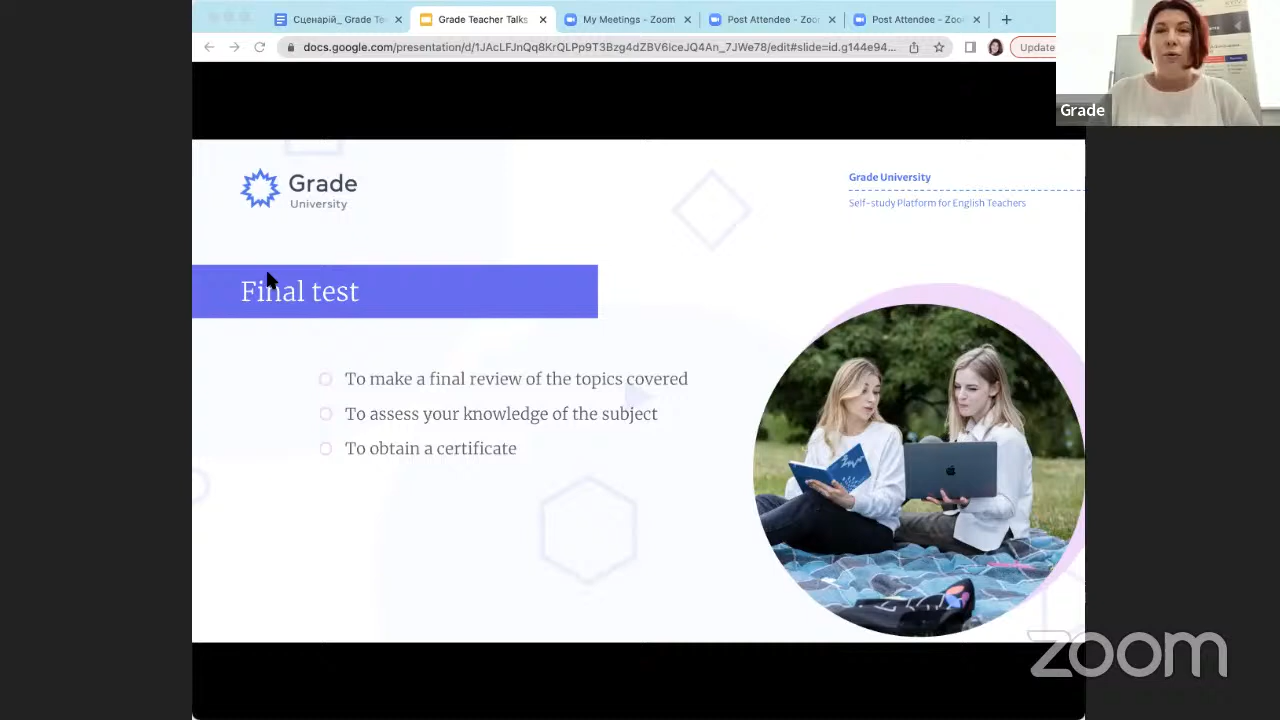 Сценарій_ Grade Te
Grade Teacher Talks
My Meetings - Zoom
Post Attendee - Zoo
Post Attendee - Zoo
docs.google.com/presentation/d/1JAcLFJnQq8KrQLPp9T3Bzg4dZBV6iceJQ4An_7JWe78/edit#slide=id.g144e94...
Update
Grade
Grade
University
Grade University
Self-study Platform for English Teachers
Final test
To make a final review of the topics covered
To assess your knowledge of the subject
To obtain a certificate
zoom